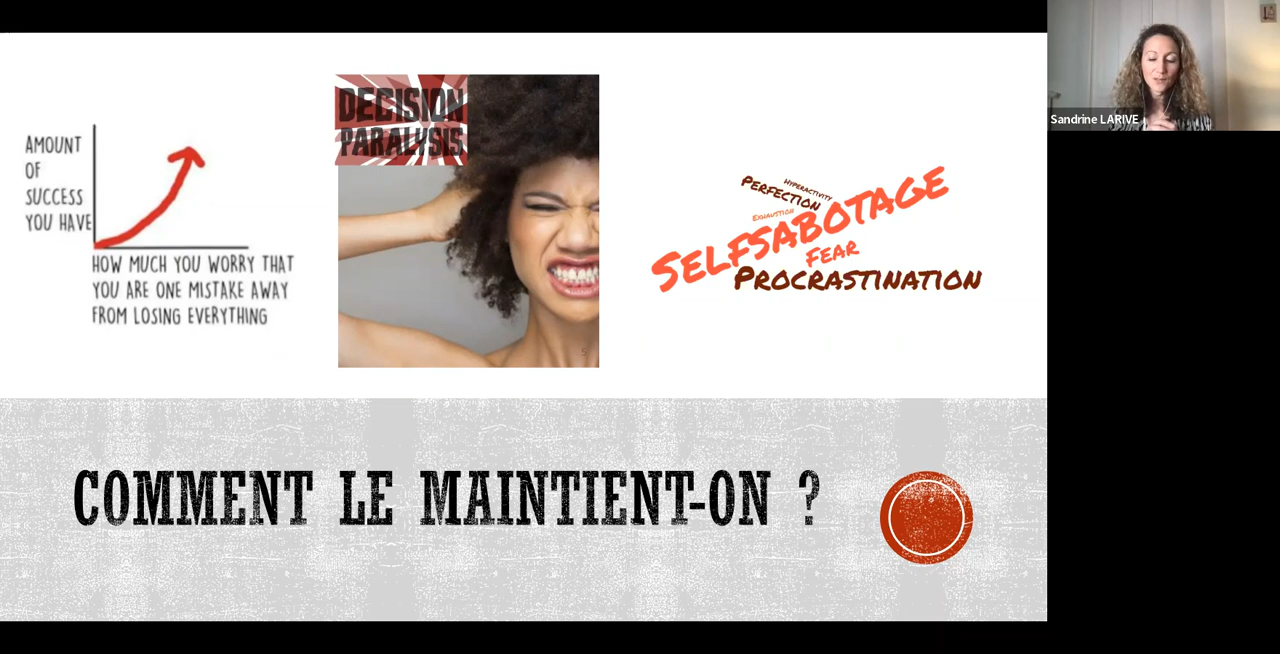 AMOUNT
OF
SUCCESS
YOU HAVE
HOW MUCH YOU WORRY THAT
YOU ARE ONE MISTAKE AWAY
FROM LOSING EVERYTHING
DECISION
PARALYSIS
HYPERACTIVITY
PERFECTION
EXHAUSTION
SELFSABOTAGE
FEAR
PROCRASTINATION
COMMENT LE MAINTIENT-ON ?
Sandrine LARIVE